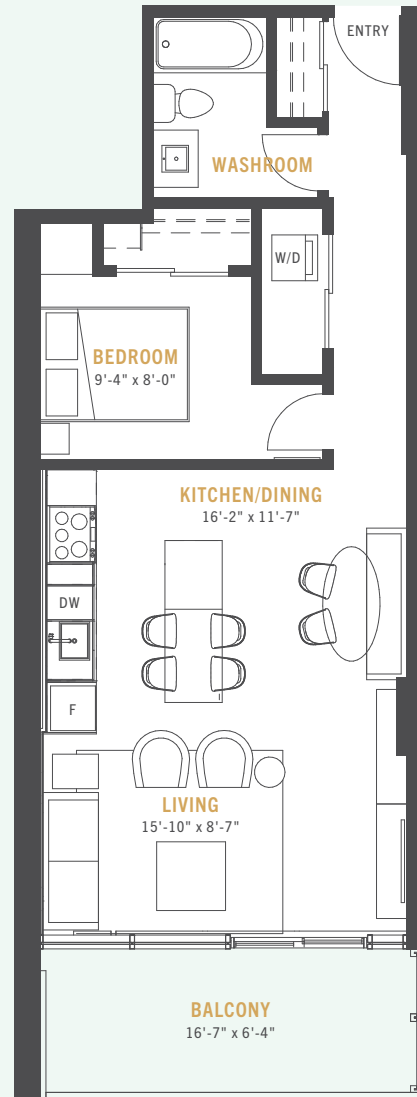 ENTRY
WASHROOM
W/D
BEDROOM
9'-4" x 8'-0"
KITCHEN/DINING
16'-2" x 11'-7"
DW
F
LIVING
15'-10" x 8'-7"
BALCONY
16'-7" x 6'-4"